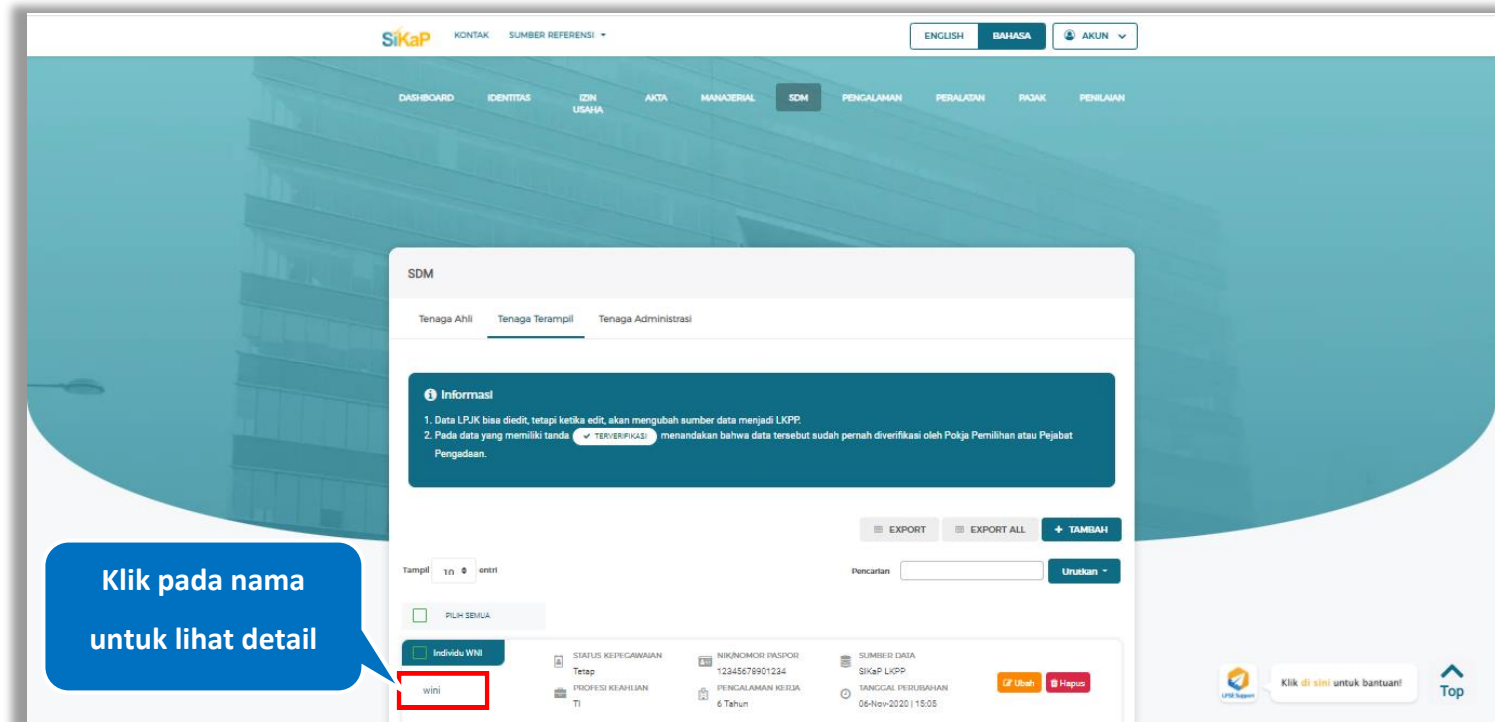 SiKaP KONTAK SUMBER REFERENSI ENGLISH BAHASA AKUN
DASHBOARD IDENTITAS IZIN USAHA AKTA MANAJERIAL SDM PENGALAMAN PERALATAN PAJAK PENILAIAN
SDM
Tenaga Ahli Tenaga Terampil Tenaga Administrasi
Informasi
1. Data LPJK bisa diedit, tetapi ketika edit, akan mengubah sumber data menjadi LKPP.
2. Pada data yang memiliki tanda TERVERIFIKASI menandakan bahwa data tersebut sudah pernah diverifikasi oleh Pokja Pemilihan atau Pejabat
Pengadaan.
EXPORT EXPORT ALL + TAMBAH
Tampil 10 entri Pencarian Urutkan
PILIH SEMUA
Klik pada nama
untuk lihat detail
Individu WNI
wini
STATUS KEPEGAWAIAN
Tetap
PROFESI KEAHLIAN
TI
NIK/NOMOR PASPOR
12345678901234
PENGALAMAN KERJA
6 Tahun
SUMBER DATA
SIKaP LKPP
TANGGAL PERUBAHAN
06-Nov-2020 | 15:05
Ubah Hapus
LPSE Support
Klik di sini untuk bantuan!
Top